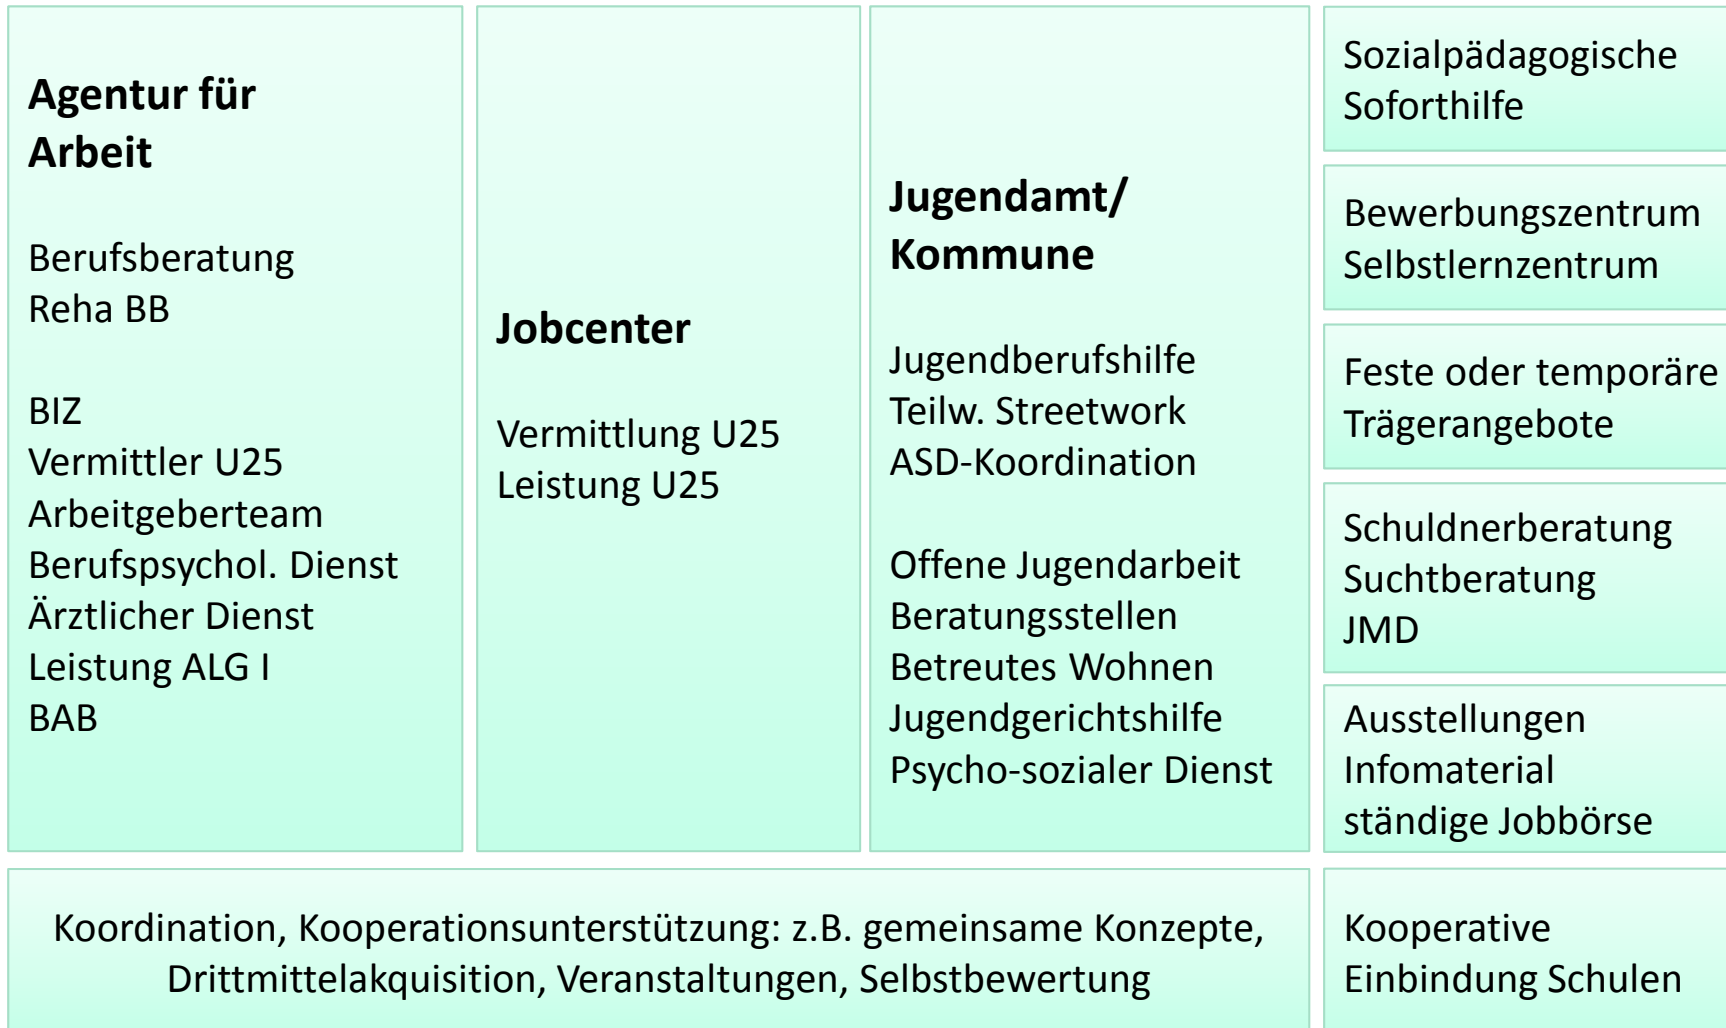 Agentur für
Arbeit
Berufsberatung
Reha BB
BIZ
Vermittler U25
Arbeitgeberteam
Berufspsychol. Dienst
Ärztlicher Dienst
Leistung ALG I
BAB
Jobcenter
Vermittlung U25
Leistung U25
Jugendamt/
Kommune
Jugendberufshilfe
Teilw. Streetwork
ASD-Koordination
Offene Jugendarbeit
Beratungsstellen
Betreutes Wohnen
Jugendgerichtshilfe
Psycho-sozialer Dienst
Sozialpädagogische
Soforthilfe
Bewerbungszentrum
Selbstlernzentrum
Feste oder temporäre
Trägerangebote
Schuldnerberatung
Suchtberatung
JMD
Ausstellungen
Infomaterial
ständige Jobbörse
Koordination, Kooperationsunterstützung: z.B. gemeinsame Konzepte,
Drittmittelakquisition, Veranstaltungen, Selbstbewertung
Kooperative
Einbindung Schulen